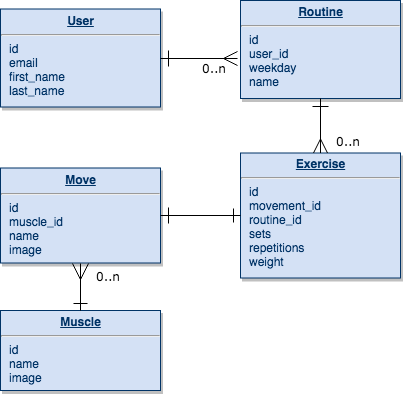 User
id
email
first_name
last_name
0..n
Routine
id
user_id
weekday
name
0..n
Move
id
muscle_id
name
image
Exercise
id
movement_id
routine_id
sets
repetitions
weight
0..n
Muscle
id
name
image